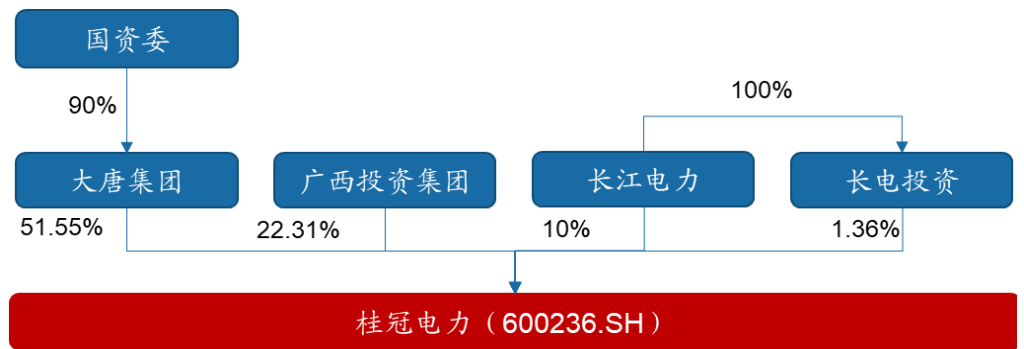 国资委
90%
100%
大唐集团
广西投资集团
长江电力
长电投资
51.55%
22.31%
10%
1.36%
桂冠电力（600236.SH）